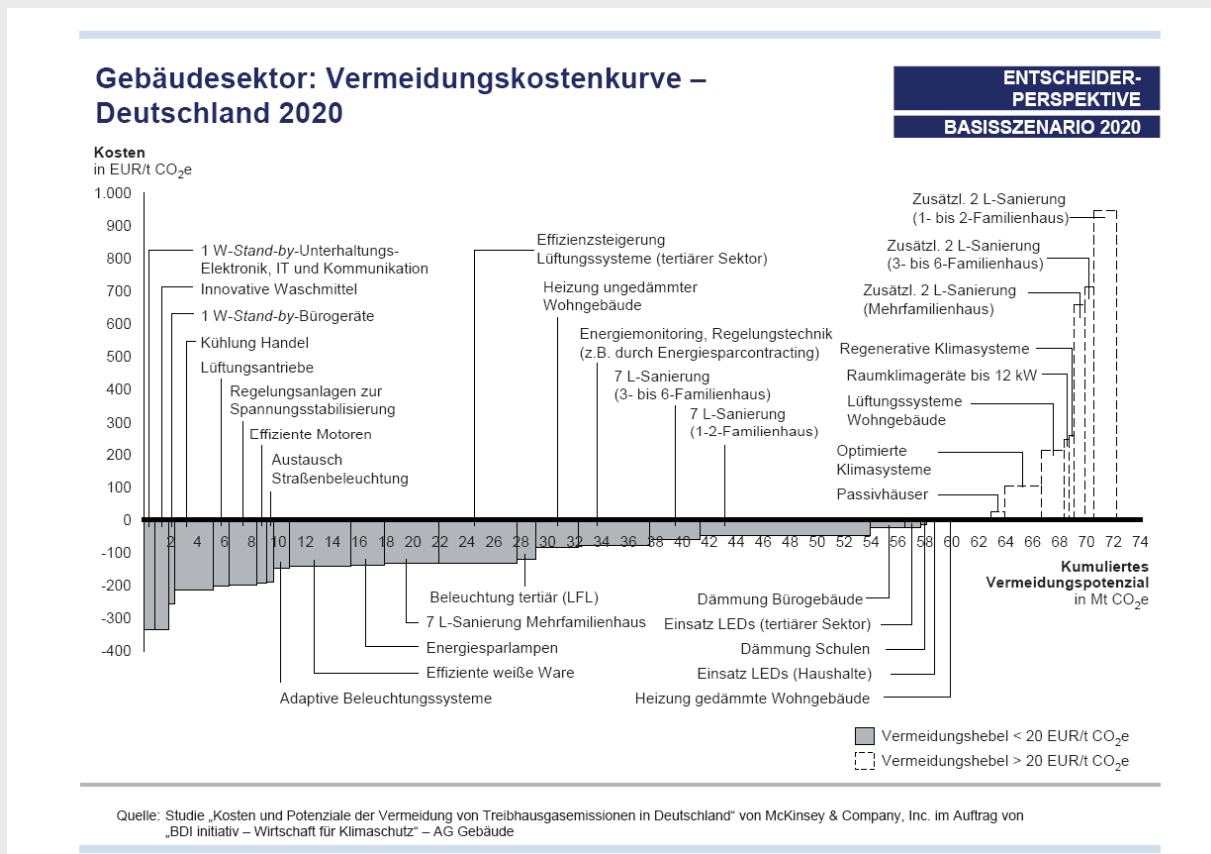 Gebäudesektor: Vermeidungskostenkurve –
Deutschland 2020
ENTSCHEIDER-
PERSPEKTIVE
BASISSZENARIO 2020
Kosten
in EUR/t CO₂e
1.000
900
800
700
600
500
400
300
200
100
0
-100
-200
-300
-400
1 W-Stand-by-Unterhaltungs-
Elektronik, IT und Kommunikation
Innovative Waschmittel
1 W-Stand-by-Bürogeräte
Kühlung Handel
Lüftungsantriebe
Regelungsanlagen zur
Spannungsstabilisierung
Effiziente Motoren
Austausch
Straßenbeleuchtung
Effizienzsteigerung
Lüftungssysteme (tertiärer Sektor)
Heizung ungedämmter
Wohngebäude
Energiemonitoring, Regelungstechnik
(z.B. durch Energiesparcontracting)
7 L-Sanierung
(3- bis 6-Familienhaus)
7 L-Sanierung
(1-2-Familienhaus)
Zusätzl. 2 L-Sanierung
(1- bis 2-Familienhaus)
Zusätzl. 2 L-Sanierung
(3- bis 6-Familienhaus)
Zusätzl. 2 L-Sanierung
(Mehrfamilienhaus)
Regenerative Klimasysteme
Raumklimageräte bis 12 kW
Lüftungssysteme
Wohngebäude
Optimierte
Klimasysteme
Passivhäuser
2 4 6 8 10 12 14 16 18 20 22 24 26 28 30 32 34 36 38 40 42 44 46 48 50 52 54 56 58 60 62 64 66 68 70 72 74
Kumuliertes
Vermeidungspotenzial
in Mt CO₂e
Beleuchtung tertiär (LFL)
7 L-Sanierung Mehrfamilienhaus
Energiesparlampen
Effiziente weiße Ware
Adaptive Beleuchtungssysteme
Dämmung Bürogebäude
Einsatz LEDs (tertiärer Sektor)
Dämmung Schulen
Einsatz LEDs (Haushalte)
Heizung gedämmte Wohngebäude
Vermeidungshebel < 20 EUR/t CO₂e
Vermeidungshebel > 20 EUR/t CO₂e
Quelle: Studie „Kosten und Potenziale der Vermeidung von Treibhausgasemissionen in Deutschland“ von McKinsey & Company, Inc. im Auftrag von
„BDI initiativ – Wirtschaft für Klimaschutz“ – AG Gebäude